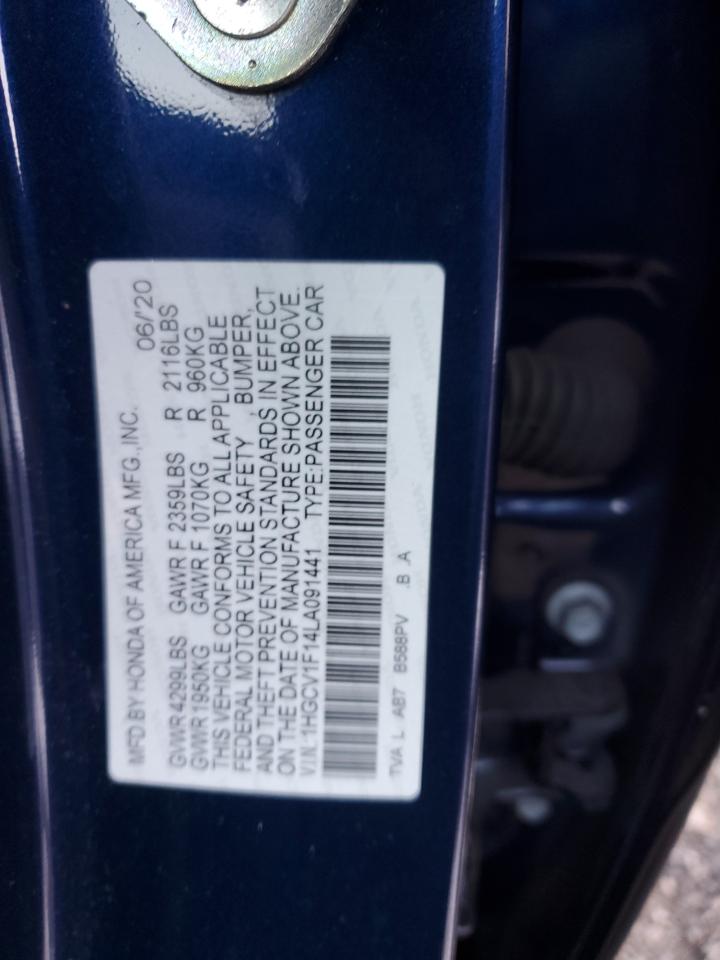 MFD BY HONDA OF AMERICA MFG.,INC. 06/'20
GVWR 4299LBS GAWR F 2359LBS R 2116LBS
GVWR 1950KG GAWR F 1070KG R 960KG
THIS VEHICLE CONFORMS TO ALL APPLICABLE
FEDERAL MOTOR VEHICLE SAFETY , BUMPER,
AND THEFT PREVENTION STANDARDS IN EFFECT
ON THE DATE OF MANUFACTURE SHOWN ABOVE.
V.I.N. 1HGCV1F14LA091441 TYPE:PASSENGER CAR
TVA L A87 B588PV .B .A